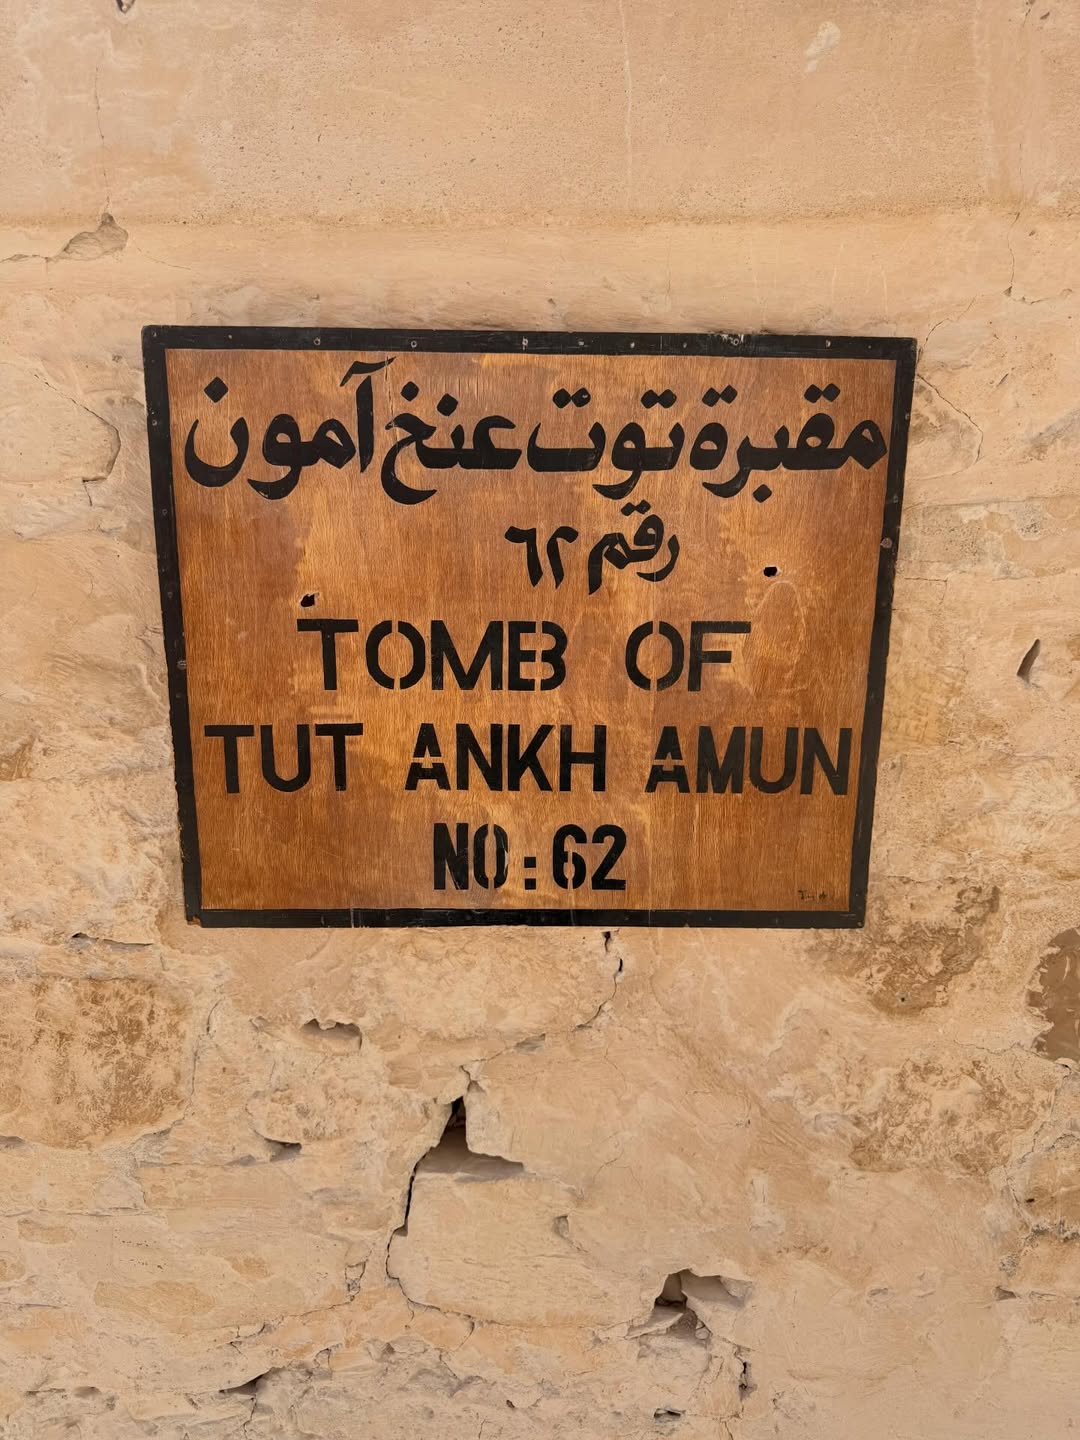 مقبرة توت عنخ آمون
رقم ٦٢
TOMB OF
TUT ANKH AMUN
NO: 62